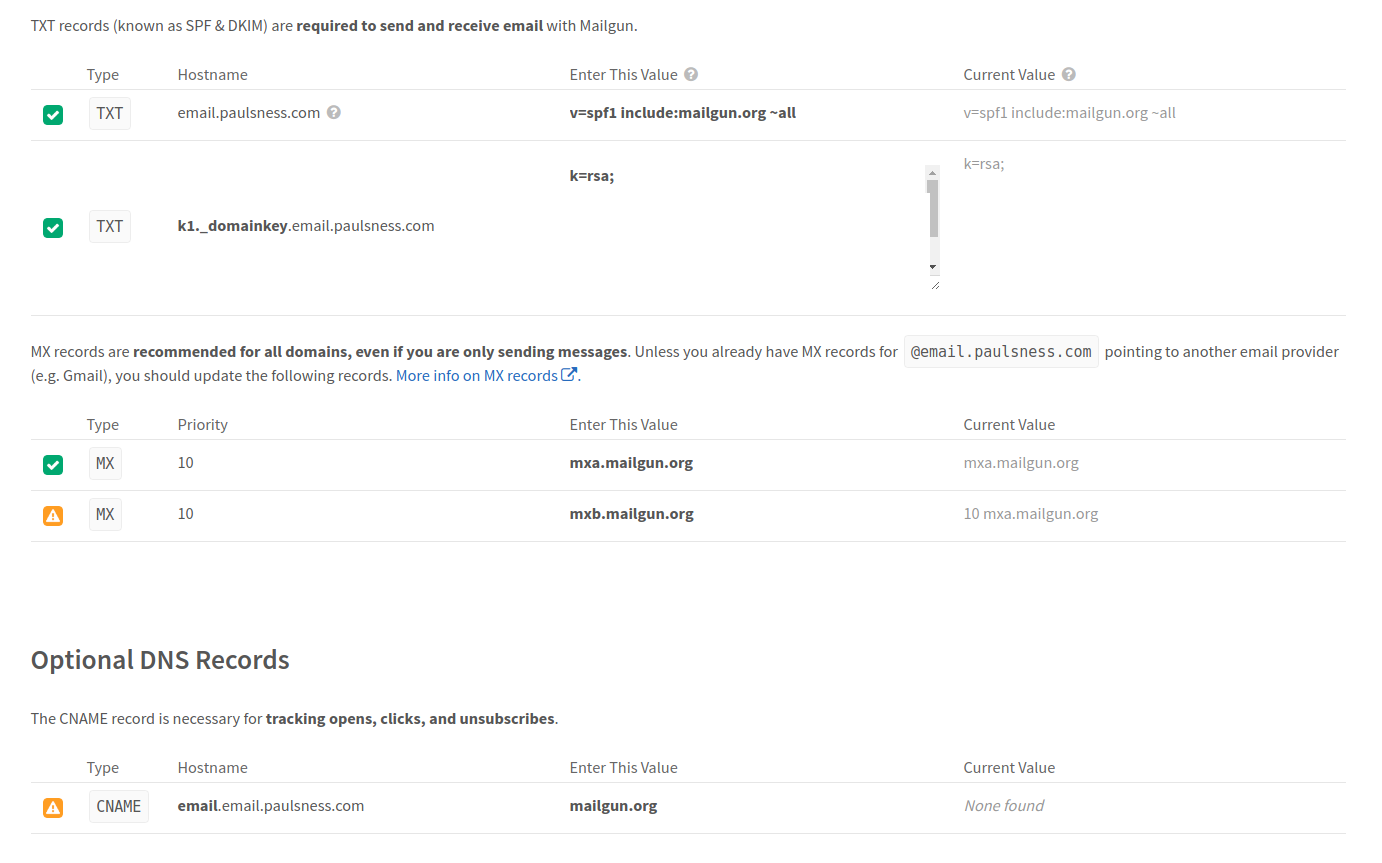 TXT records (known as SPF & DKIM) are required to send and receive email with Mailgun.
Type Hostname Enter This Value ? Current Value ?
TXT email.paulsness.com ? v=spf1 include:mailgun.org ~all v=spf1 include:mailgun.org ~all
k=rsa; k=rsa;
TXT k1._domainkey.email.paulsness.com
MX records are recommended for all domains, even if you are only sending messages. Unless you already have MX records for @email.paulsness.com pointing to another email provider
(e.g. Gmail), you should update the following records. More info on MX records.
Type Priority Enter This Value Current Value
MX 10 mxa.mailgun.org mxa.mailgun.org
MX 10 mxb.mailgun.org 10 mxa.mailgun.org
Optional DNS Records
The CNAME record is necessary for tracking opens, clicks, and unsubscribes.
Type Hostname Enter This Value Current Value
CNAME email.email.paulsness.com mailgun.org None found